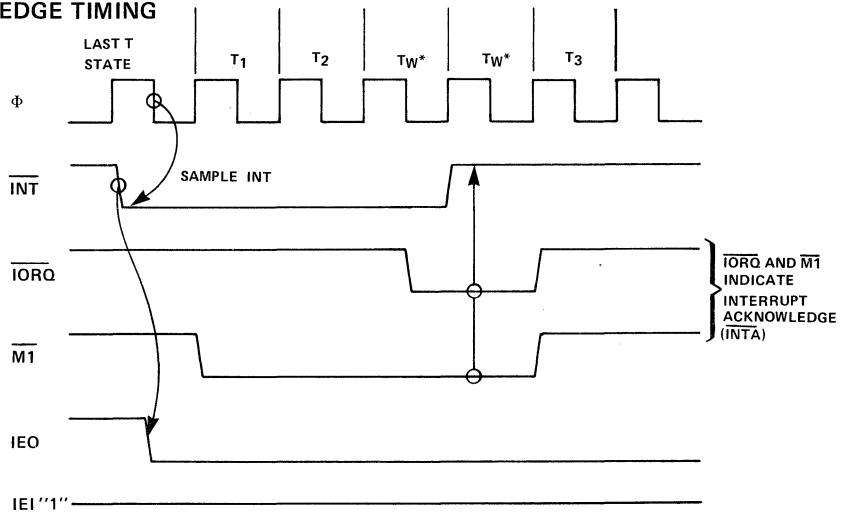 EDGE TIMING
LAST T
STATE
T1
T2
TW*
TW*
T3
Φ
INT
SAMPLE INT
IORQ
IORQ AND M1
INDICATE
INTERRUPT
ACKNOWLEDGE
(INTA)
M1
IEO
IEI "1"